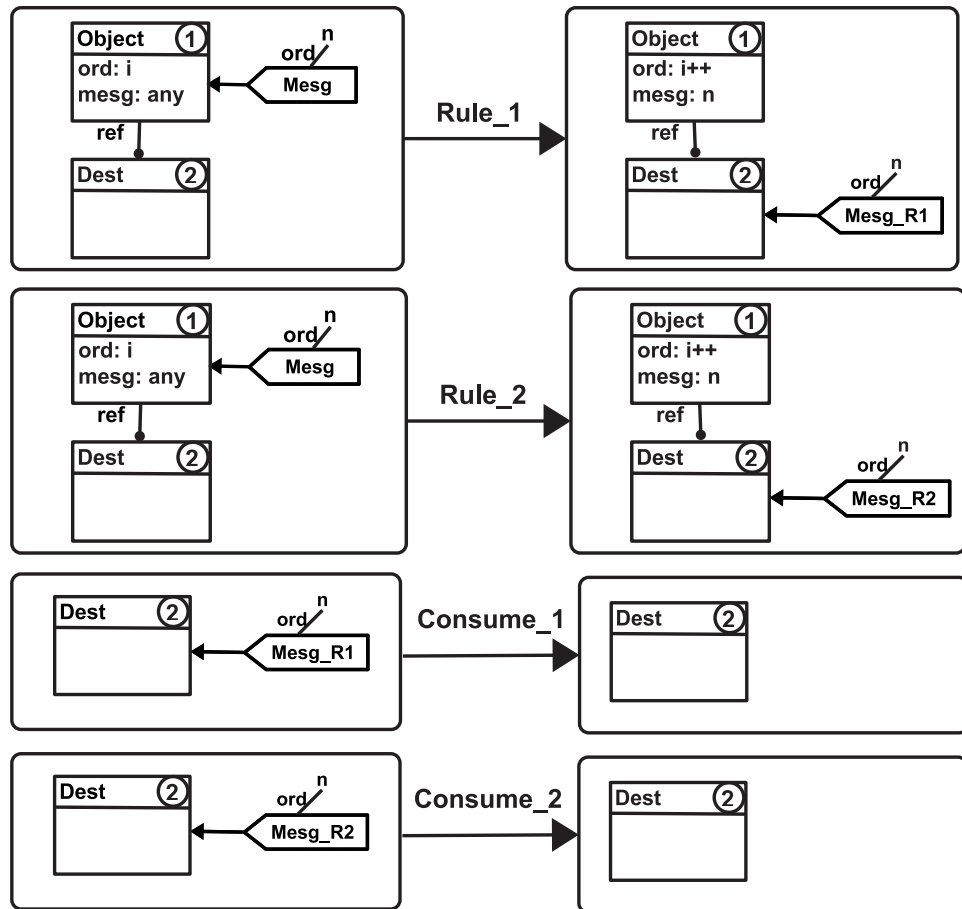 Object 1
ord: i
mesg: any
ref
Dest 2
ord n
Mesg
Rule_1
Object 1
ord: i++
mesg: n
ref
Dest 2
ord n
Mesg_R1
Object 1
ord: i
mesg: any
ref
Dest 2
ord n
Mesg
Rule_2
Object 1
ord: i++
mesg: n
ref
Dest 2
ord n
Mesg_R2
Dest 2
ord n
Mesg_R1
Consume_1
Dest 2
Dest 2
ord n
Mesg_R2
Consume_2
Dest 2